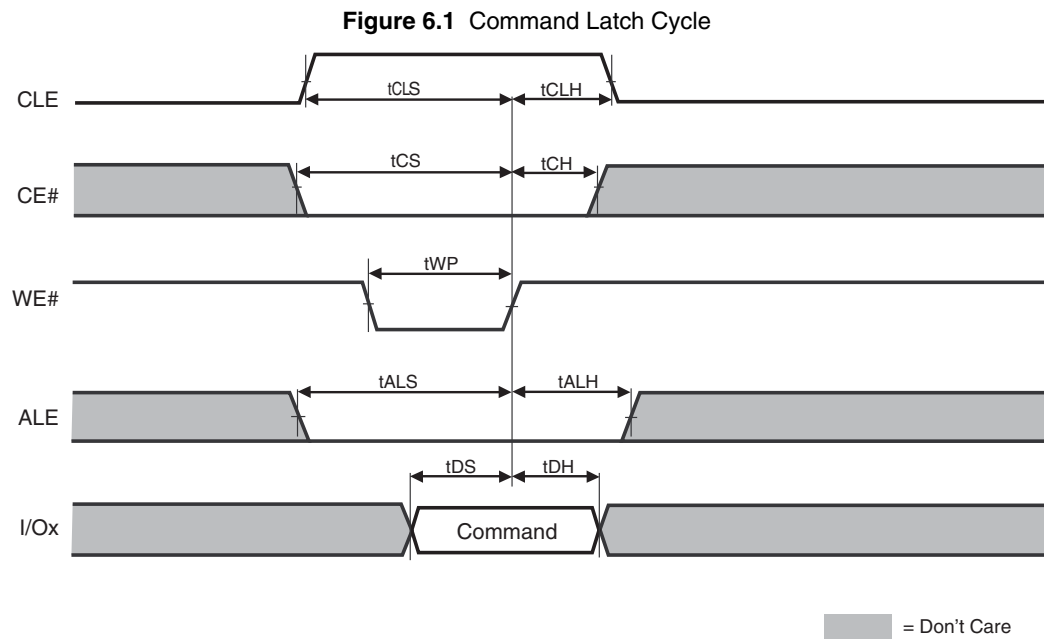 Figure 6.1 Command Latch Cycle
CLE
tCLS
tCLH
CE#
tCS
tCH
WE#
tWP
ALE
tALS
tALH
I/Ox
tDS
tDH
Command
= Don't Care